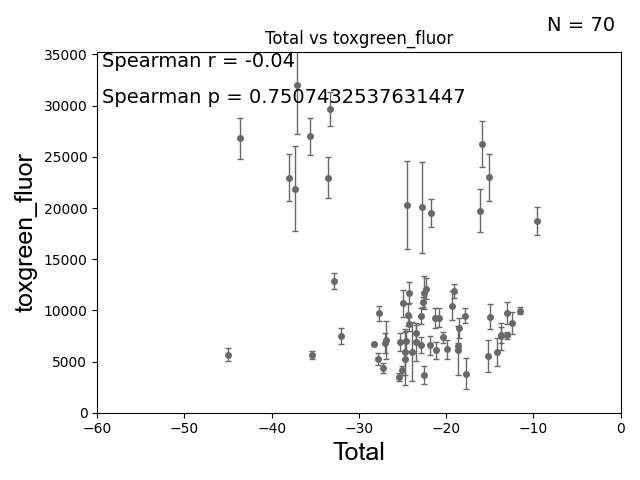 N = 70
Total vs toxgreen_fluor
Spearman r = -0.04
Spearman p = 0.7507432537631447
35000
30000
25000
20000
15000
10000
5000
0
toxgreen_fluor
−60 −50 −40 −30 −20 −10 0
Total